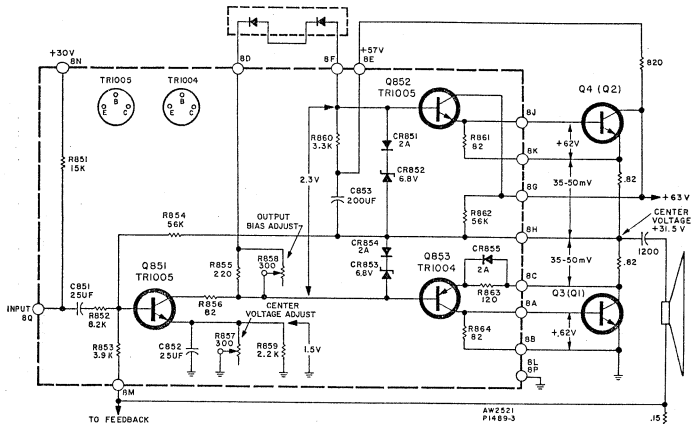 +57V
+30V
8N
8D
8F
8E
TR1005
B
E
C
TR1004
B
E
C
Q852
TR1005
820
Q4 (Q2)
8J
R851
15K
R860
3.3K
CR851
2A
R861
82
+62V
8K
CR852
6.8V
.82
2.3V
C853
200UF
35-50mV
8G
+63V
R854
56K
R862
56K
CENTER
VOLTAGE
+31.5V
OUTPUT
BIAS ADJUST
8H
R858
300
CR854
2A
CR855
2A
35-50mV
1200
Q851
TR1005
R855
220
CR853
6.8V
Q853
TR1004
.82
8C
C851
25UF
R863
120
Q3 (Q1)
INPUT
8Q
R852
8.2K
R856
82
CENTER
VOLTAGE ADJUST
8A
R864
82
+.62V
R853
3.9K
C852
25UF
R857
300
R859
2.2K
1.5V
8B
8L
8P
8M
TO FEEDBACK
AW2521
P1489-3
.15